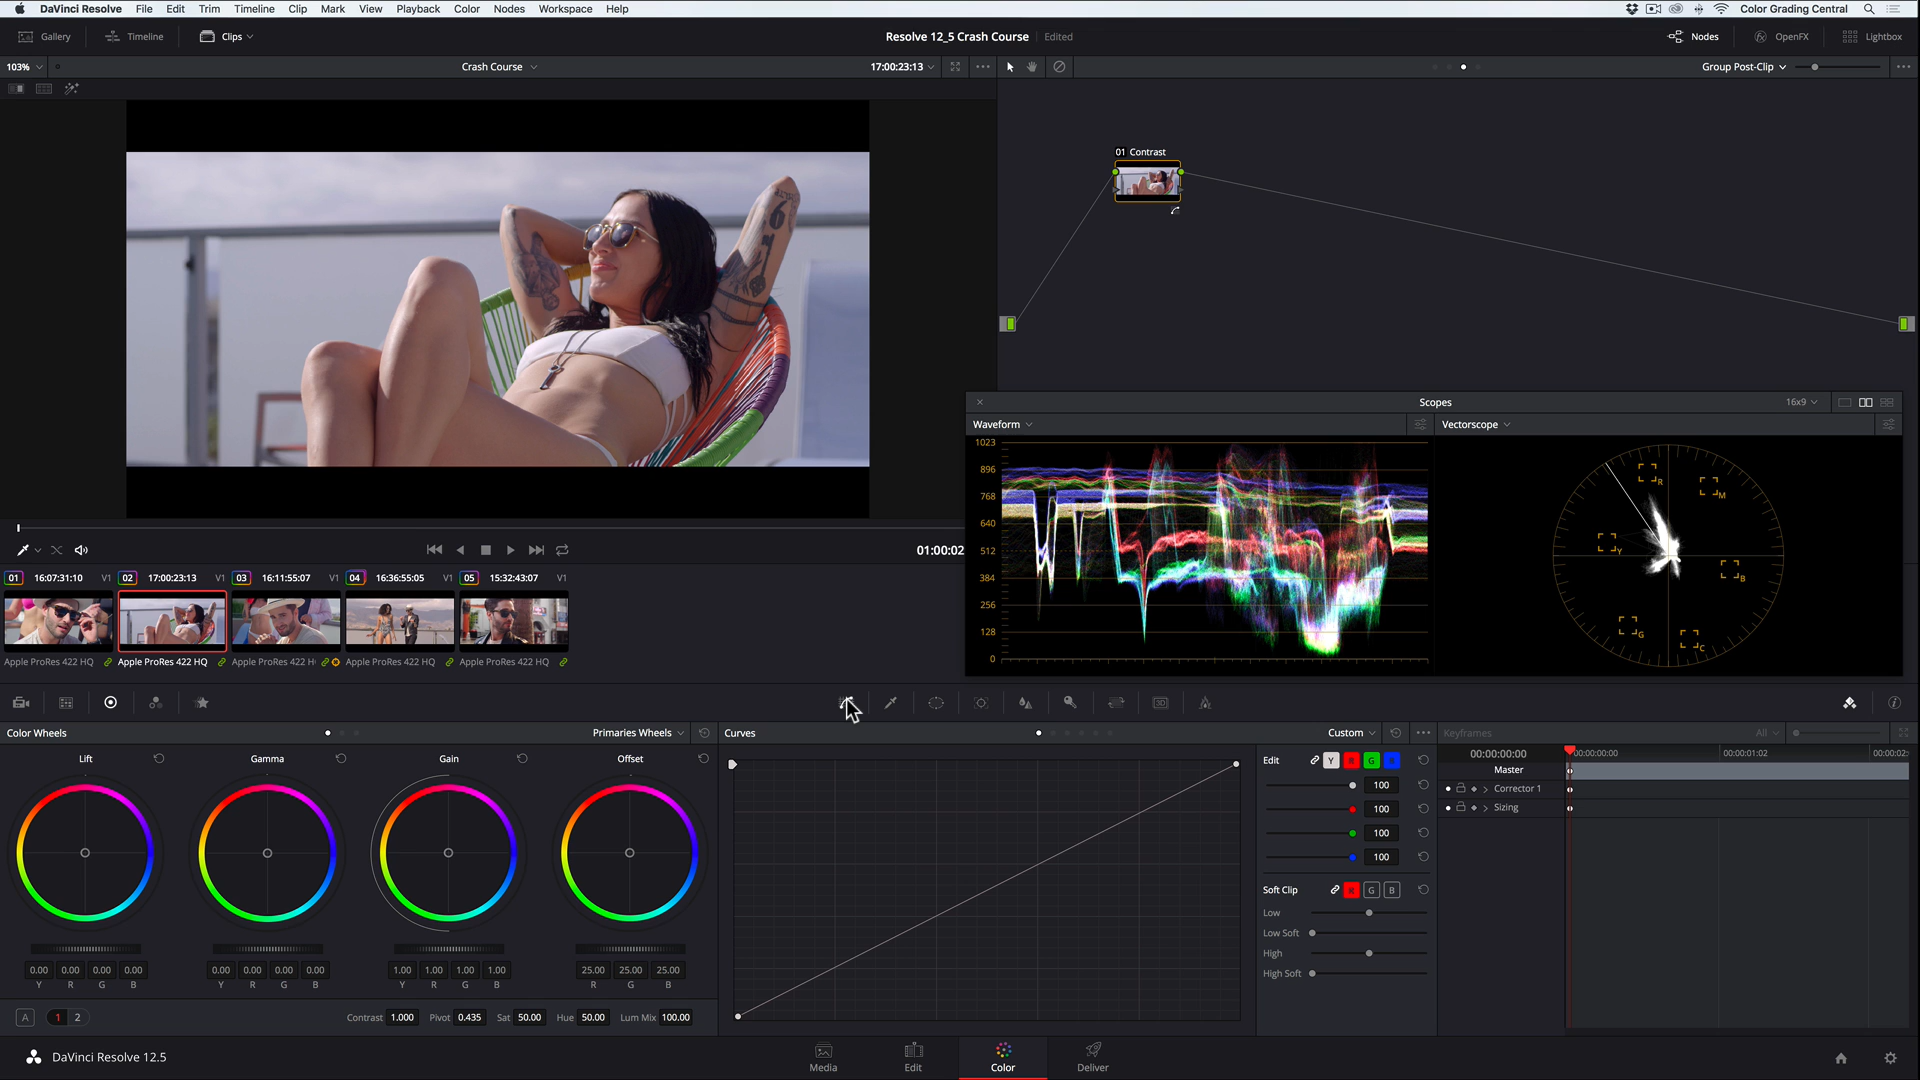 DaVinci Resolve File Edit Trim Timeline Clip Mark View Playback Color Nodes Workspace Help Color Grading Central
Gallery Timeline Clips Resolve 12_5 Crash Course Edited Nodes OpenFX Lightbox
103% Crash Course 17:00:23:13 Group Post-Clip
01 Contrast
Scopes 16x9
Waveform Vectorscope
1023
896
768
640
512
384
256
128
0
R
M
Y
B
G
C
01:00:02
01 16:07:31:10 V1 02 17:00:23:13 V1 03 16:11:55:07 V1 04 16:36:55:05 V1 05 15:32:43:07 V1
Apple ProRes 422 HQ Apple ProRes 422 HQ Apple ProRes 422 H Apple ProRes 422 HQ Apple ProRes 422 HQ
Color Wheels Primaries Wheels Curves Custom Keyframes All
Lift Gamma Gain Offset
Edit Y R G
100
100
100
100
Soft Clip R G B
Low
Low Soft
High
High Soft
00:00:00:00 00:00:00:00 00:00:01:02 00:00:02:
Master
Corrector 1
Sizing
0.00 0.00 0.00 0.00 0.00 0.00 0.00 0.00 1.00 1.00 1.00 1.00 25.00 25.00 25.00
Y R G B Y R G B Y R G B R G B
A 1 2 Contrast 1.000 Pivot 0.435 Sat 50.00 Hue 50.00 Lum Mix 100.00
DaVinci Resolve 12.5 Media Edit Color Deliver